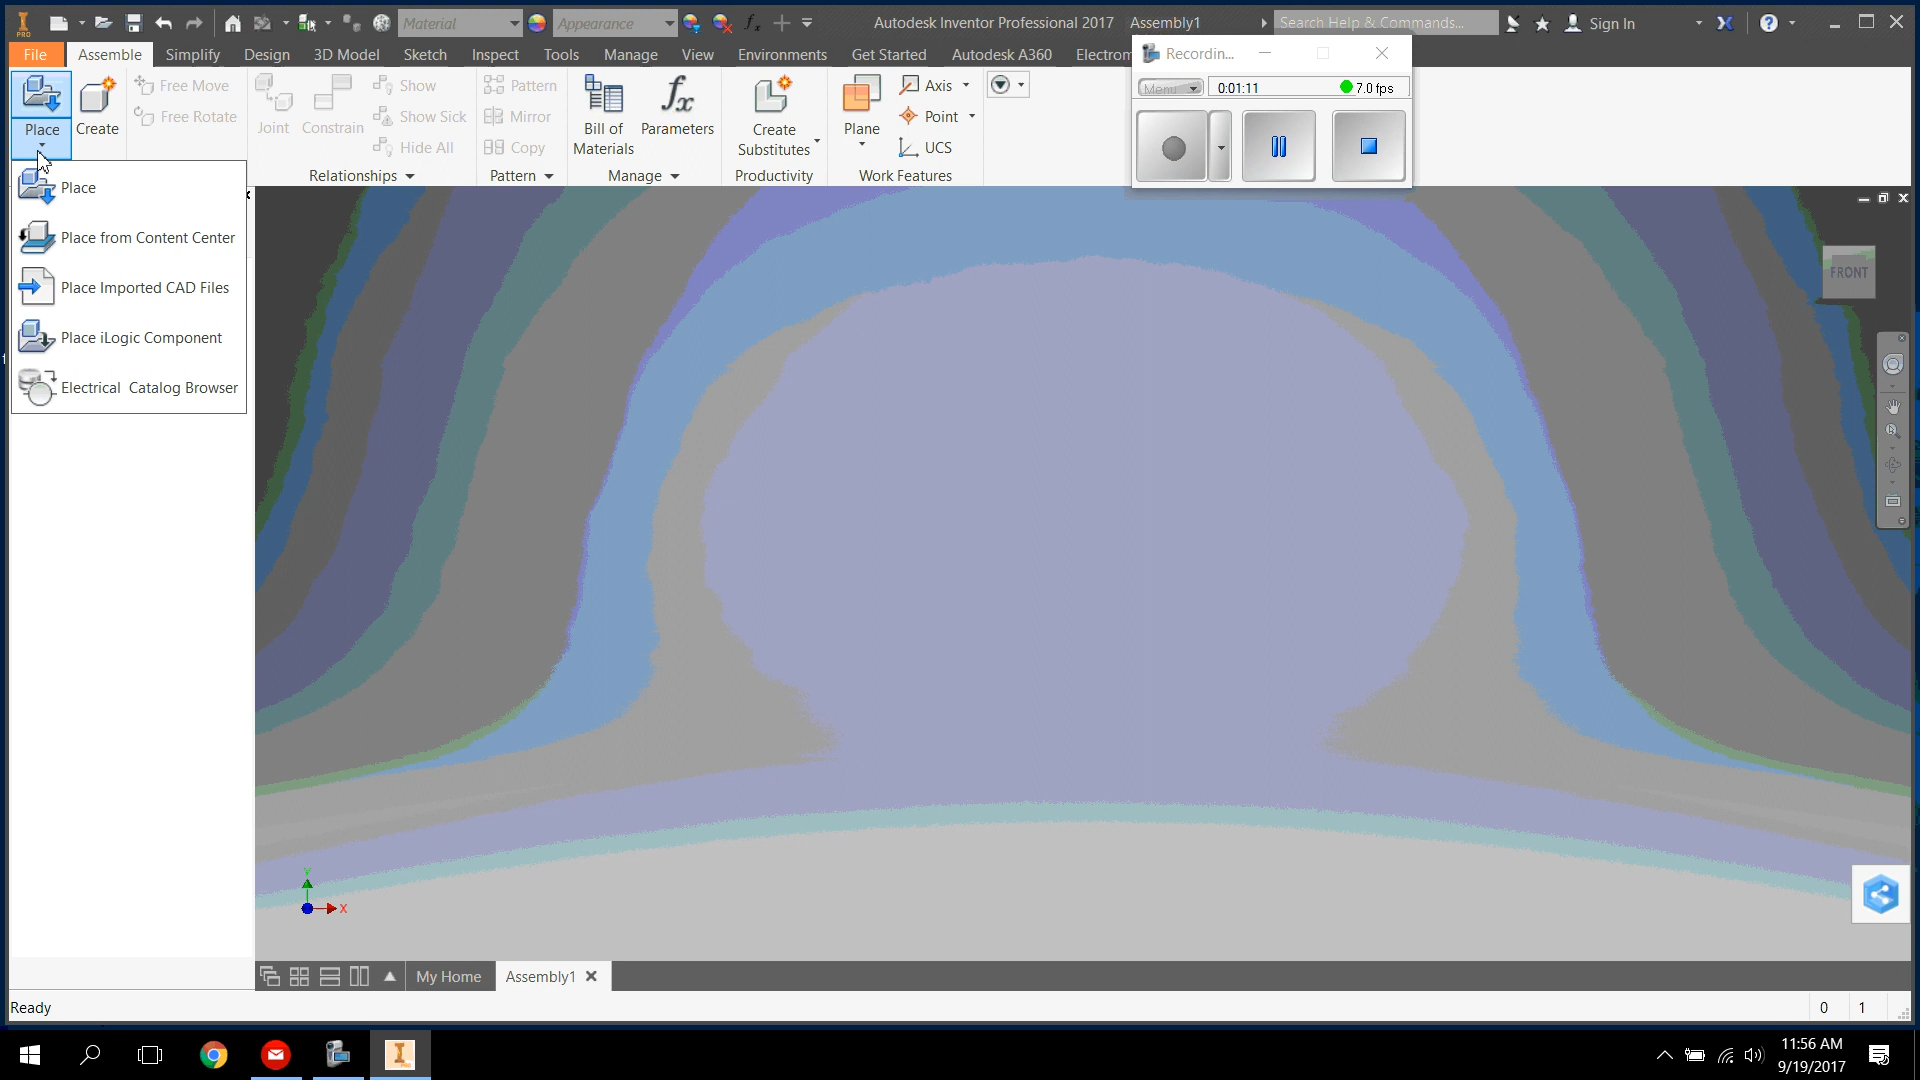 PRO
Material
Appearance
fx
Autodesk Inventor Professional 2017 Assembly1
Search Help & Commands...
Sign In
File
Assemble
Simplify
Design
3D Model
Sketch
Inspect
Tools
Manage
View
Environments
Get Started
Autodesk A360
Electrom
Recordin...
Menu
0:01:11
7.0 fps
Place
Create
Free Move
Free Rotate
Joint
Constrain
Show
Show Sick
Hide All
Relationships
Pattern
Mirror
Copy
Pattern
Bill of
Materials
fx
Parameters
Manage
Create
Substitutes
Productivity
Plane
Axis
Point
UCS
Work Features
Place
Place from Content Center
Place Imported CAD Files
Place iLogic Component
Electrical Catalog Browser
FRONT
Y
X
My Home
Assembly1
Ready
0 1
PRO
11:56 AM
9/19/2017